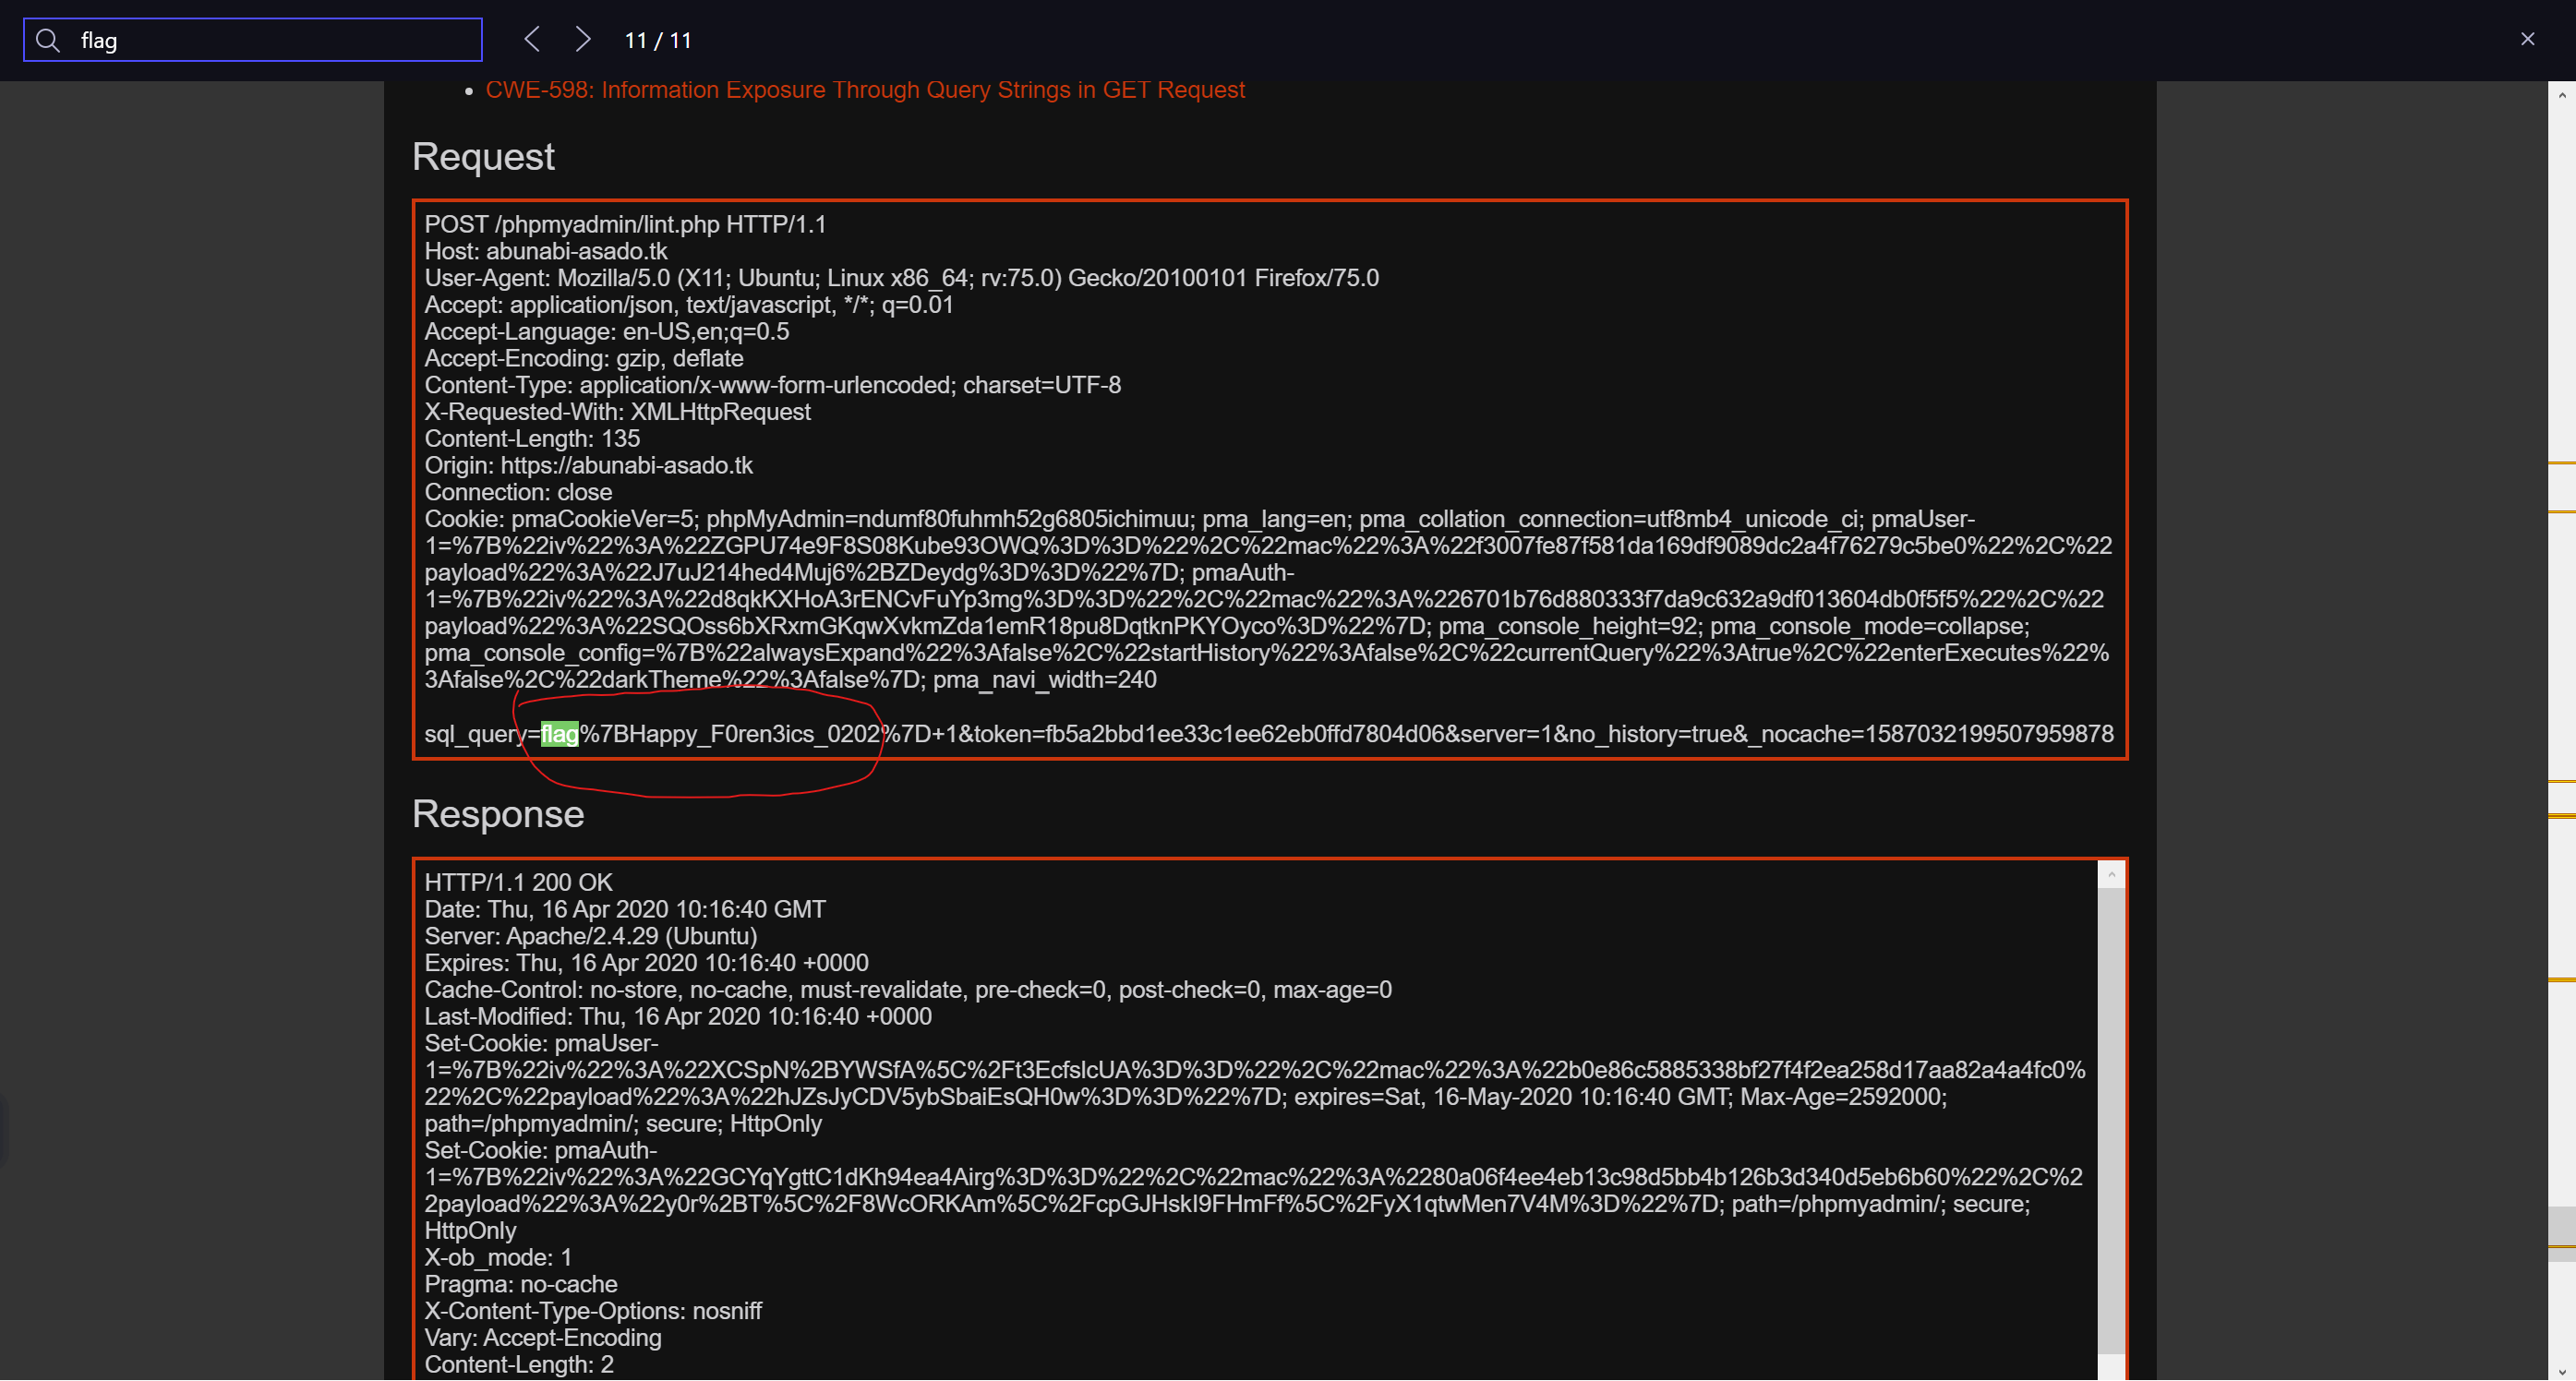 flag
11 / 11
CWE-598: Information Exposure Through Query Strings in GET Request
Request
POST /phpmyadmin/lint.php HTTP/1.1
Host: abunabi-asado.tk
User-Agent: Mozilla/5.0 (X11; Ubuntu; Linux x86_64; rv:75.0) Gecko/20100101 Firefox/75.0
Accept: application/json, text/javascript, */*; q=0.01
Accept-Language: en-US,en;q=0.5
Accept-Encoding: gzip, deflate
Content-Type: application/x-www-form-urlencoded; charset=UTF-8
X-Requested-With: XMLHttpRequest
Content-Length: 135
Origin: https://abunabi-asado.tk
Connection: close
Cookie: pmaCookieVer=5; phpMyAdmin=ndumf80fuhmh52g6805ichimuu; pma_lang=en; pma_collation_connection=utf8mb4_unicode_ci; pmaUser-
1=%7B%22iv%22%3A%22ZGPU74e9F8S08Kube93OWQ%3D%3D%22%2C%22mac%22%3A%22f3007fe87f581da169df9089dc2a4f76279c5be0%22%2C%22
payload%22%3A%22J7uJ214hed4Muj6%2BZDeydg%3D%3D%22%7D; pmaAuth-
1=%7B%22iv%22%3A%22d8qkKXHoA3rENCvFuYp3mg%3D%3D%22%2C%22mac%22%3A%226701b76d880333f7da9c632a9df013604db0f5f5%22%2C%22
payload%22%3A%22SQOss6bXRxmGKqwXvkmZda1emR18pu8DqtknPKYOyco%3D%22%7D; pma_console_height=92; pma_console_mode=collapse;
pma_console_config=%7B%22alwaysExpand%22%3Afalse%2C%22startHistory%22%3Afalse%2C%22currentQuery%22%3Atrue%2C%22enterExecutes%22%
3Afalse%2C%22darkTheme%22%3Afalse%7D; pma_navi_width=240
sql_query=flag%7BHappy_F0ren3ics_0202%7D+1&token=fb5a2bbd1ee33c1ee62eb0ffd7804d06&server=1&no_history=true&_nocache=1587032199507959878
Response
HTTP/1.1 200 OK
Date: Thu, 16 Apr 2020 10:16:40 GMT
Server: Apache/2.4.29 (Ubuntu)
Expires: Thu, 16 Apr 2020 10:16:40 +0000
Cache-Control: no-store, no-cache, must-revalidate, pre-check=0, post-check=0, max-age=0
Last-Modified: Thu, 16 Apr 2020 10:16:40 +0000
Set-Cookie: pmaUser-
1=%7B%22iv%22%3A%22XCSpN%2BYWSfA%5C%2Ft3EcfslcUA%3D%3D%22%2C%22mac%22%3A%22b0e86c5885338bf27f4f2ea258d17aa82a4a4fc0%
22%2C%22payload%22%3A%22hJZsJyCDV5ybSbaiEsQH0w%3D%3D%22%7D; expires=Sat, 16-May-2020 10:16:40 GMT; Max-Age=2592000;
path=/phpmyadmin/; secure; HttpOnly
Set-Cookie: pmaAuth-
1=%7B%22iv%22%3A%22GCYqYgttC1dKh94ea4Airg%3D%3D%22%2C%22mac%22%3A%2280a06f4ee4eb13c98d5bb4b126b3d340d5eb6b60%22%2C%2
2payload%22%3A%22y0r%2BT%5C%2F8WcORKAm%5C%2FcpGJHskI9FHmFf%5C%2FyX1qtwMen7V4M%3D%22%7D; path=/phpmyadmin/; secure;
HttpOnly
X-ob_mode: 1
Pragma: no-cache
X-Content-Type-Options: nosniff
Vary: Accept-Encoding
Content-Length: 2